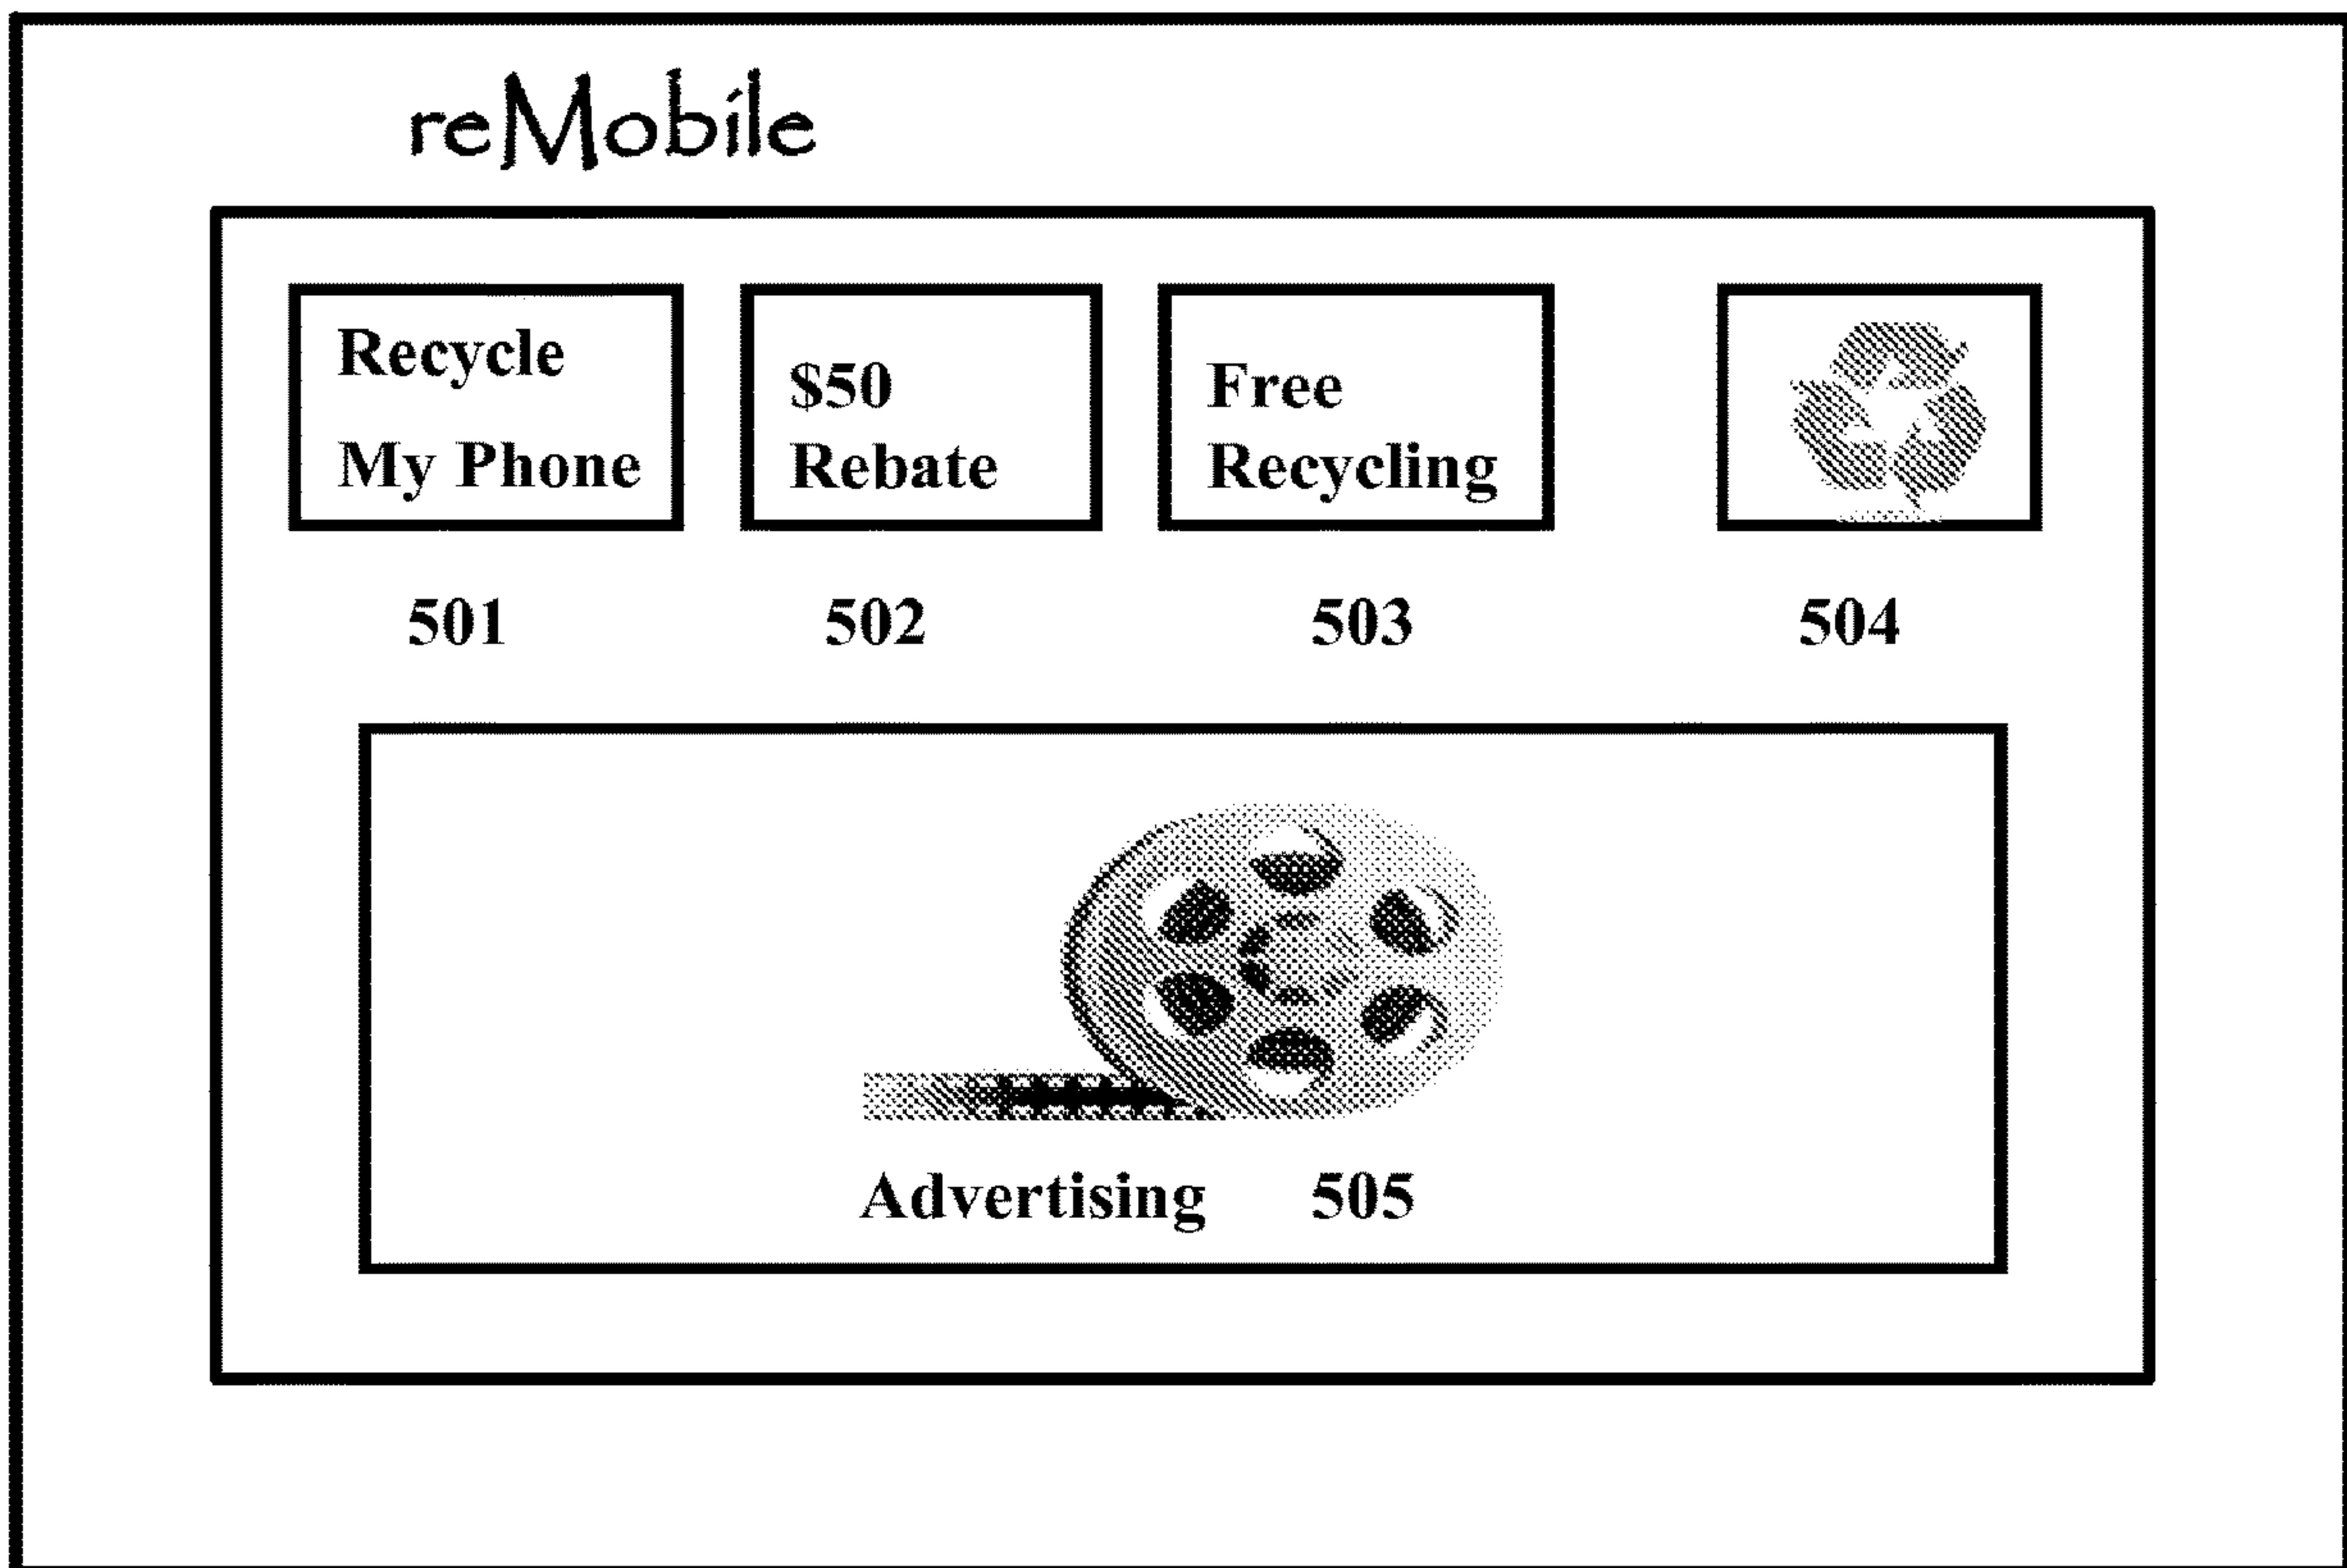 reMobile
Recycle
My Phone
$50
Rebate
Free
Recycling
501
502
503
504
Advertising 505